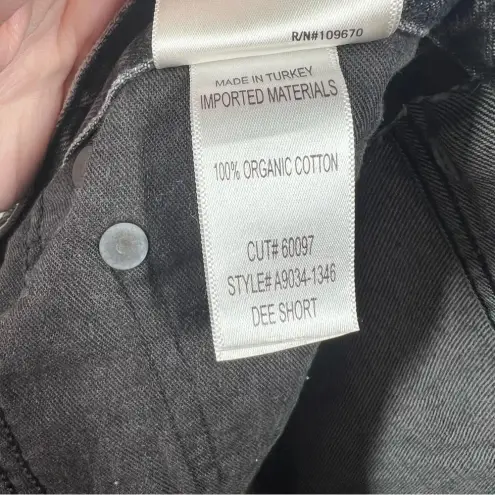 R/N#109670
MADE IN TURKEY
IMPORTED MATERIALS
100% ORGANIC COTTON
CUT# 60097
STYLE# A9034-1346
DEE SHORT